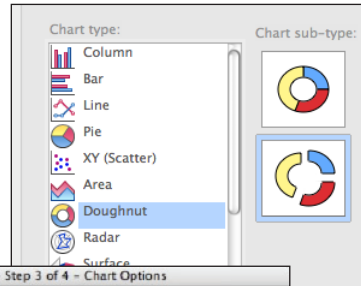 Chart type:
Chart sub-type:
Column
Bar
Line
Pie
XY (Scatter)
Area
Doughnut
Radar
Surface
Step 3 of 4 - Chart Options